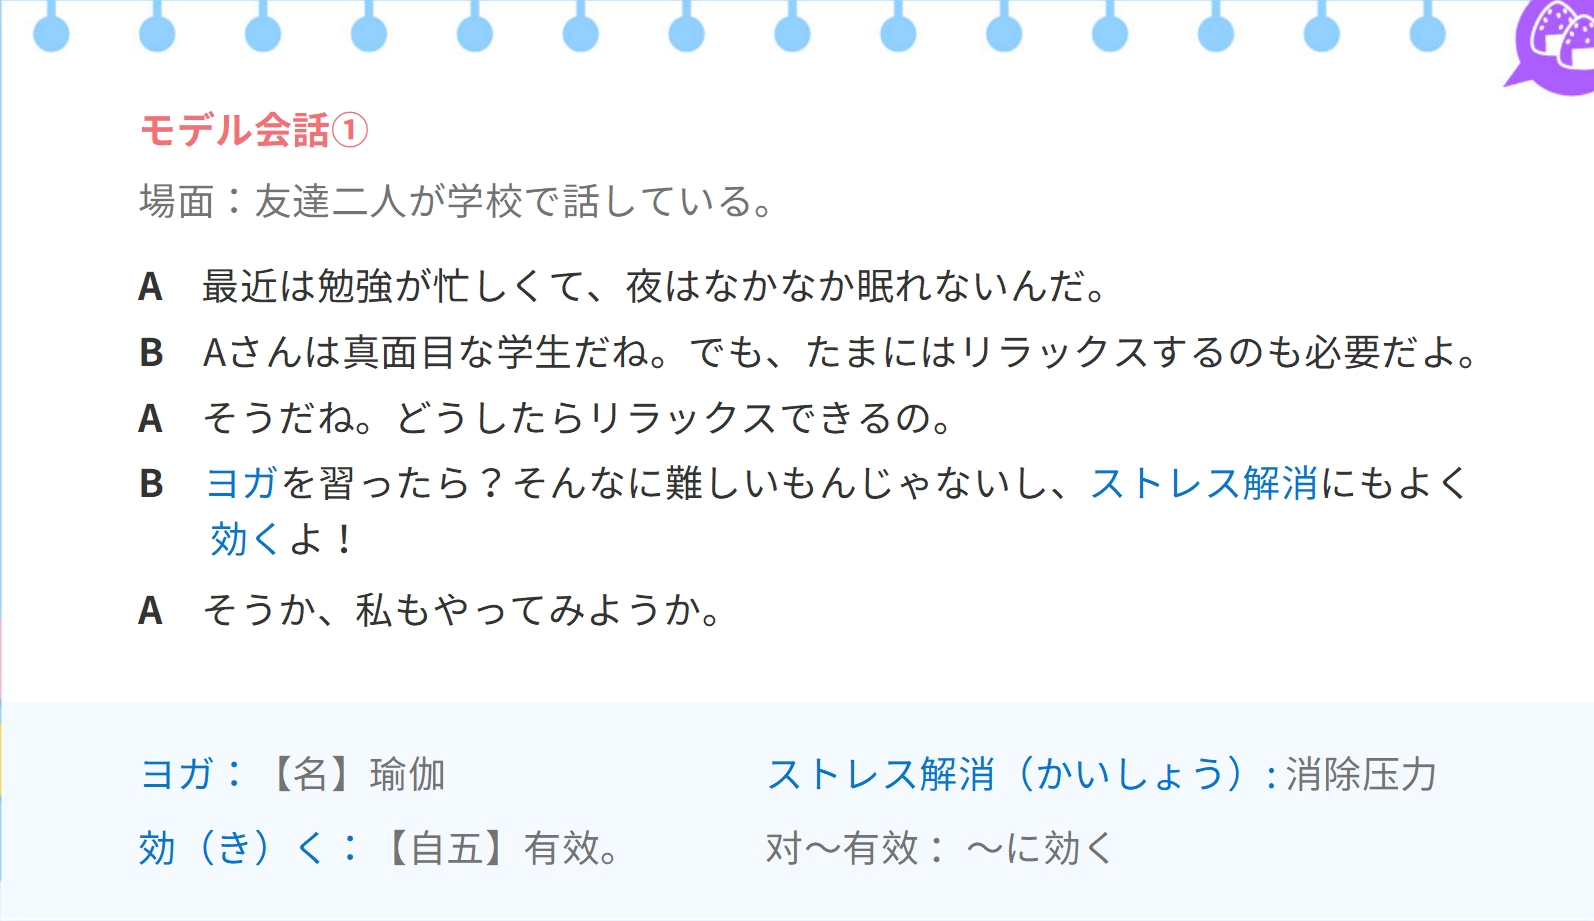 モデル会話①
場面：友達二人が学校で話している。
A 最近は勉強が忙しくて、夜はなかなか眠れないんだ。
B Aさんは真面目な学生だね。でも、たまにはリラックスするのも必要だよ。
A そうだね。どうしたらリラックスできるの。
B ヨガを習ったら？そんなに難しいもんじゃないし、ストレス解消にもよく
効くよ！
A そうか、私もやってみようか。
ヨガ：【名】瑜伽
ストレス解消（かいしょう）: 消除压力
効（き）く：【自五】有效。
对～有效： ～に効く